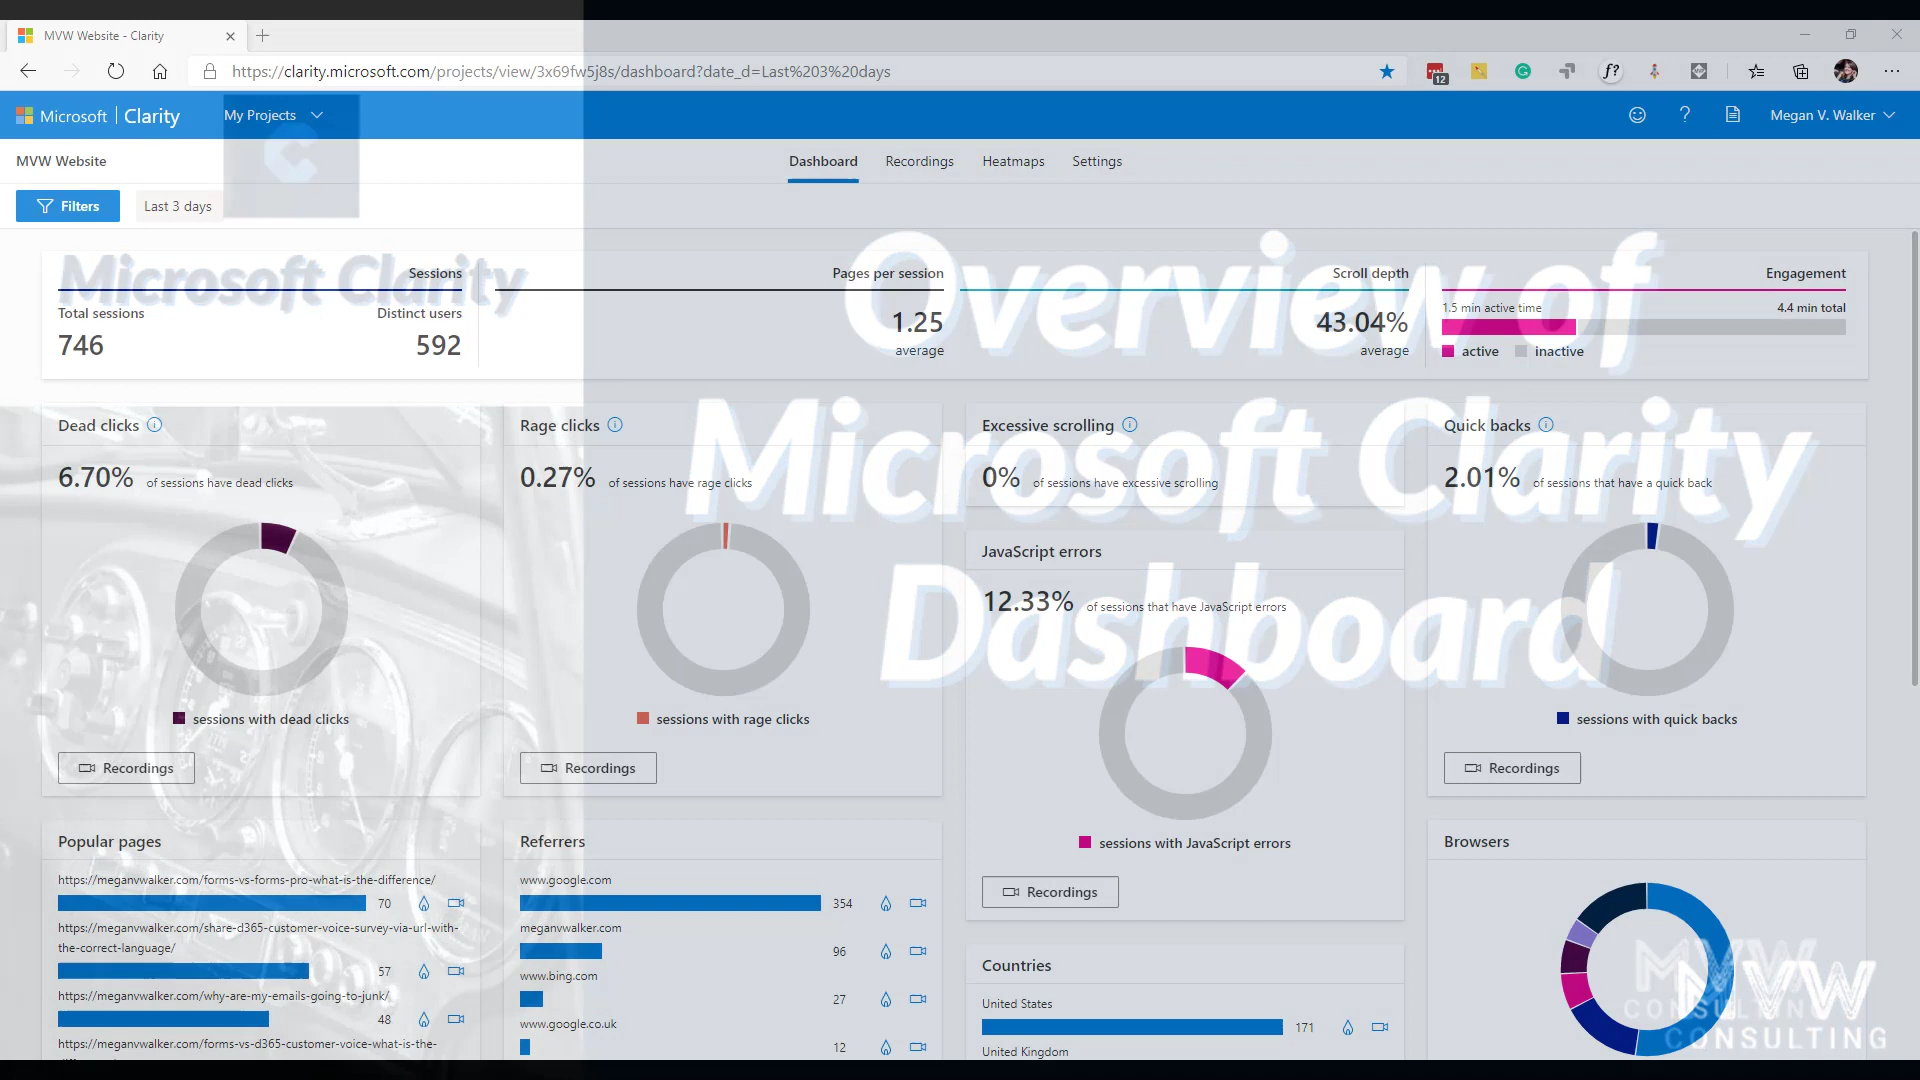 MVW Website - Clarity
https://clarity.microsoft.com/projects/view/3x69fw5j8s/dashboard?date_d=Last%203%20days
12
f?
Microsoft | Clarity
My Projects
?
Megan V. Walker
MVW Website
Dashboard
Recordings
Heatmaps
Settings
Filters
Last 3 days
Microsoft Clarity
Overview of
Microsoft Clarity
Dashboard
Sessions
Total sessions
Distinct users
746
592
Pages per session
1.25
average
Scroll depth
43.04%
average
Engagement
1.5 min active time
4.4 min total
active
inactive
Dead clicks
6.70% of sessions have dead clicks
sessions with dead clicks
Recordings
Rage clicks
0.27% of sessions have rage clicks
sessions with rage clicks
Recordings
Excessive scrolling
0% of sessions have excessive scrolling
JavaScript errors
12.33% of sessions that have JavaScript errors
sessions with JavaScript errors
Recordings
Quick backs
2.01% of sessions that have a quick back
sessions with quick backs
Recordings
Popular pages
https://meganvwalker.com/forms-vs-forms-pro-what-is-the-difference/
70
https://meganvwalker.com/share-d365-customer-voice-survey-via-url-with-
the-correct-language/
57
https://meganvwalker.com/why-are-my-emails-going-to-junk/
48
https://meganvwalker.com/forms-vs-d365-customer-voice-what-is-the-
Referrers
www.google.com
354
meganvwalker.com
96
www.bing.com
27
www.google.co.uk
12
Countries
United States
171
United Kingdom
Browsers
MVW
CONSULTING
MVW
CONSULTING